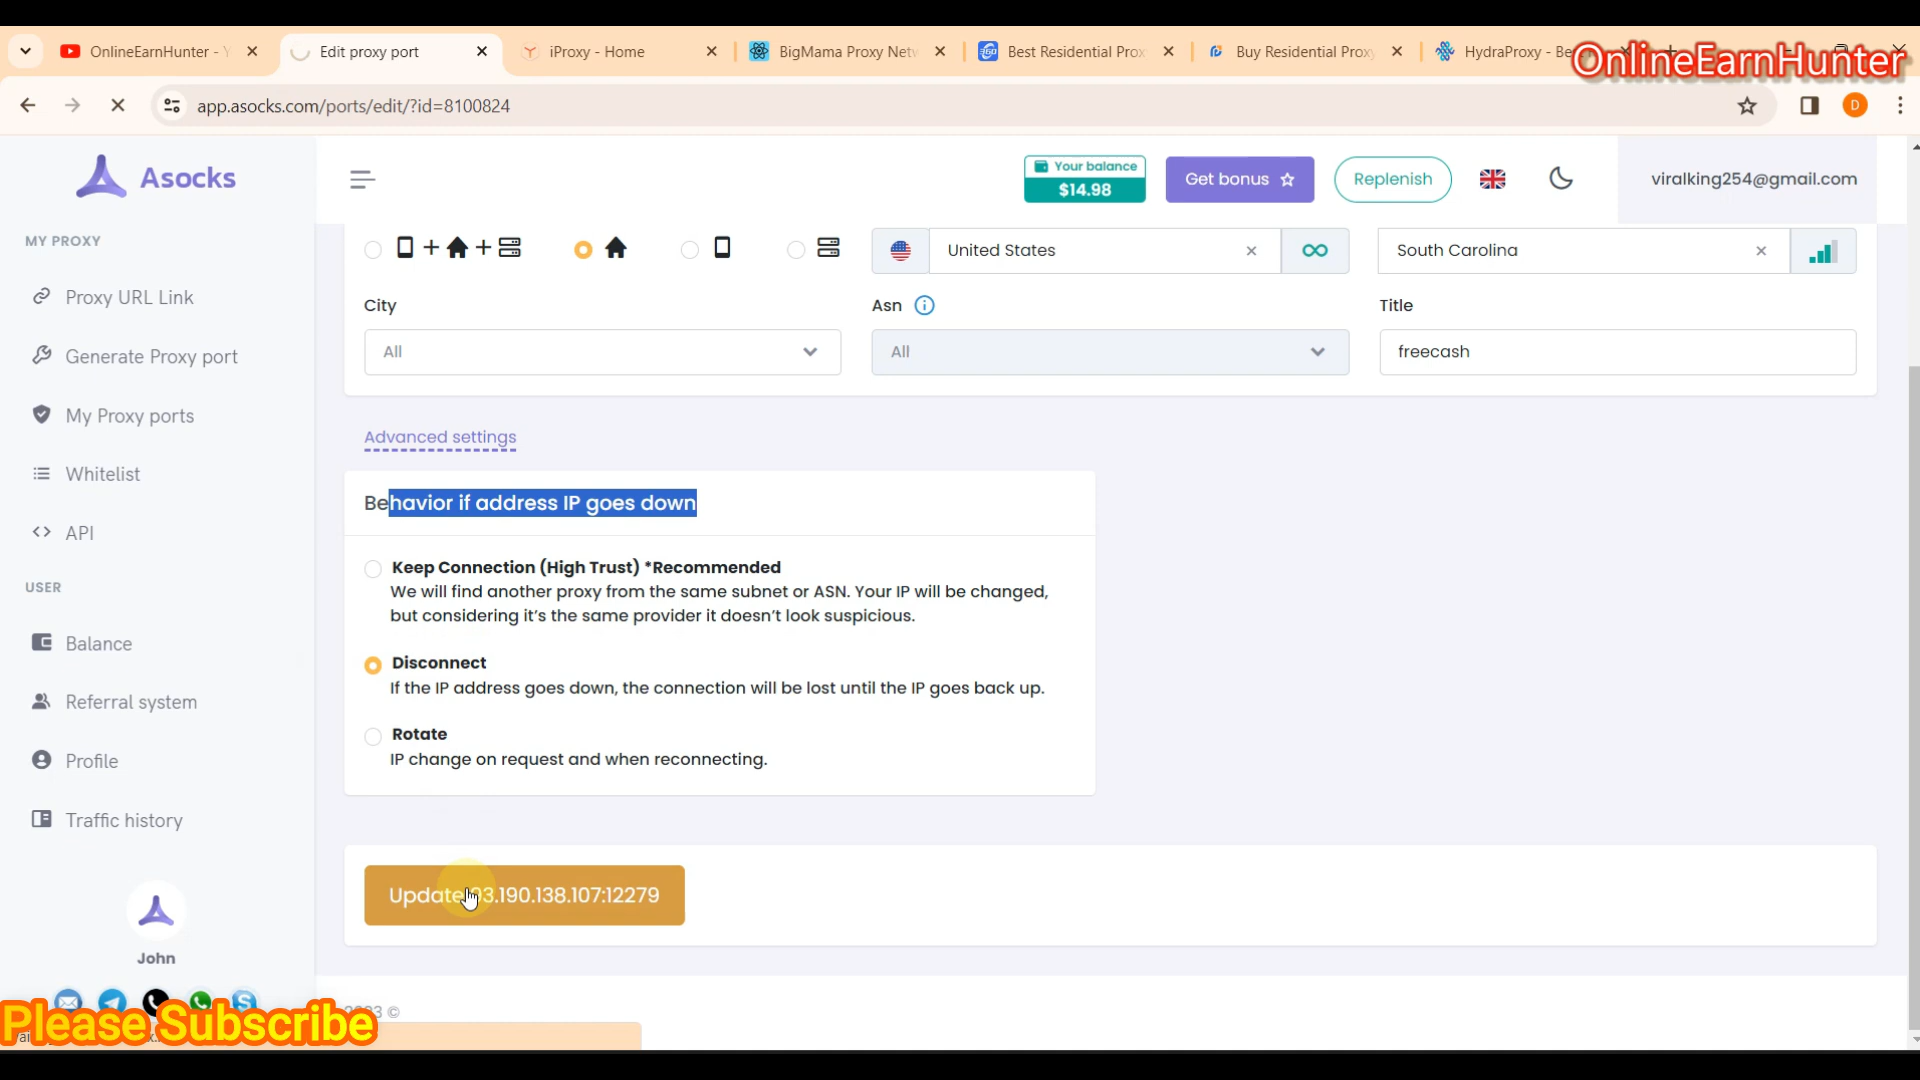 OnlineEarnHunter -
Edit proxy port
iProxy - Home
BigMama Proxy Netw
Best Residential Prox
Buy Residential Proxy
HydraProxy - Be
OnlineEarnHunter
app.asocks.com/ports/edit/?id=8100824
D
Asocks
Your balance
$14.98
Get bonus
Replenish
viralking254@gmail.com
MY PROXY
Proxy URL Link
Generate Proxy port
My Proxy ports
Whitelist
API
USER
Balance
Referral system
Profile
Traffic history
John
United States
South Carolina
City
Asn
Title
All
All
freecash
Advanced settings
Behavior if address IP goes down
Keep Connection (High Trust) *Recommended
We will find another proxy from the same subnet or ASN. Your IP will be changed,
but considering it's the same provider it doesn't look suspicious.
Disconnect
If the IP address goes down, the connection will be lost until the IP goes back up.
Rotate
IP change on request and when reconnecting.
Update 93.190.138.107:12279
©
Please Subscribe